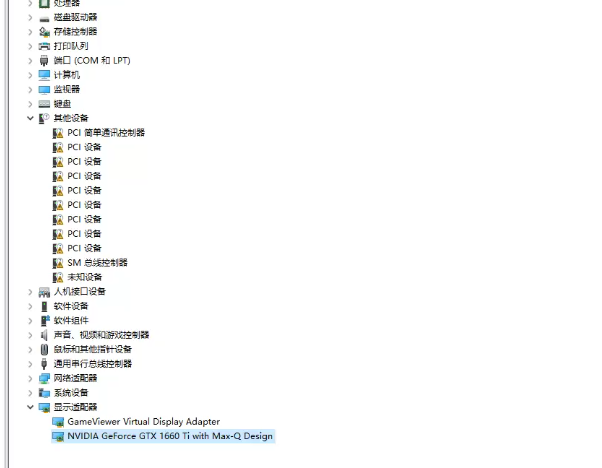 处理器
磁盘驱动器
存储控制器
打印队列
端口 (COM 和 LPT)
计算机
监视器
键盘
其他设备
PCI 简单通讯控制器
PCI 设备
PCI 设备
PCI 设备
PCI 设备
PCI 设备
PCI 设备
PCI 设备
PCI 设备
SM 总线控制器
未知设备
人机接口设备
软件设备
软件组件
声音、视频和游戏控制器
鼠标和其他指针设备
通用串行总线控制器
网络适配器
系统设备
显示适配器
GameViewer Virtual Display Adapter
NVIDIA GeForce GTX 1660 Ti with Max-Q Design